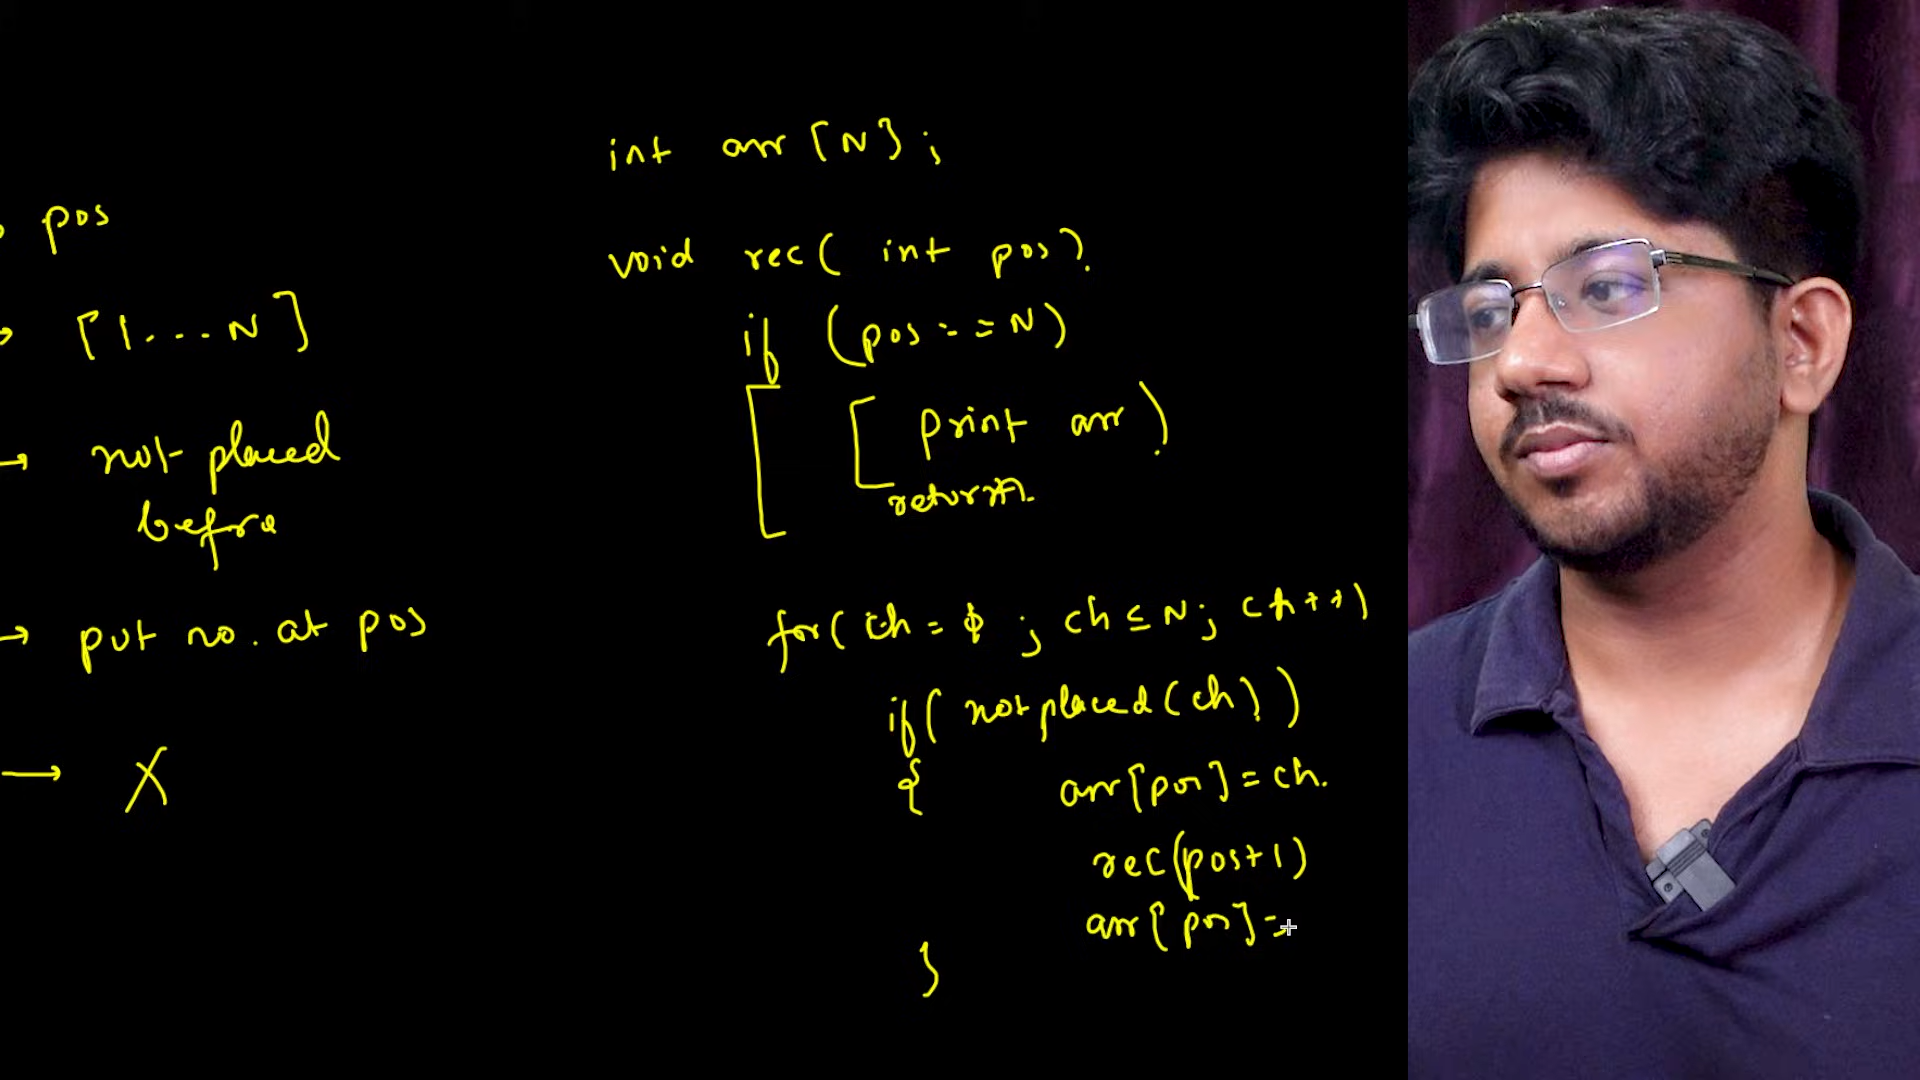 pos
[1...N]
not placed
before
put no. at pos
X
int arr[N];
void rec( int pos)
if (pos==N)
[print arr)
return
for( ch = ; ch ≤ N; ch++)
if( notplaced(ch))
{ arr[pos]=ch.
rec(pos+1)
arr[pos]=
}